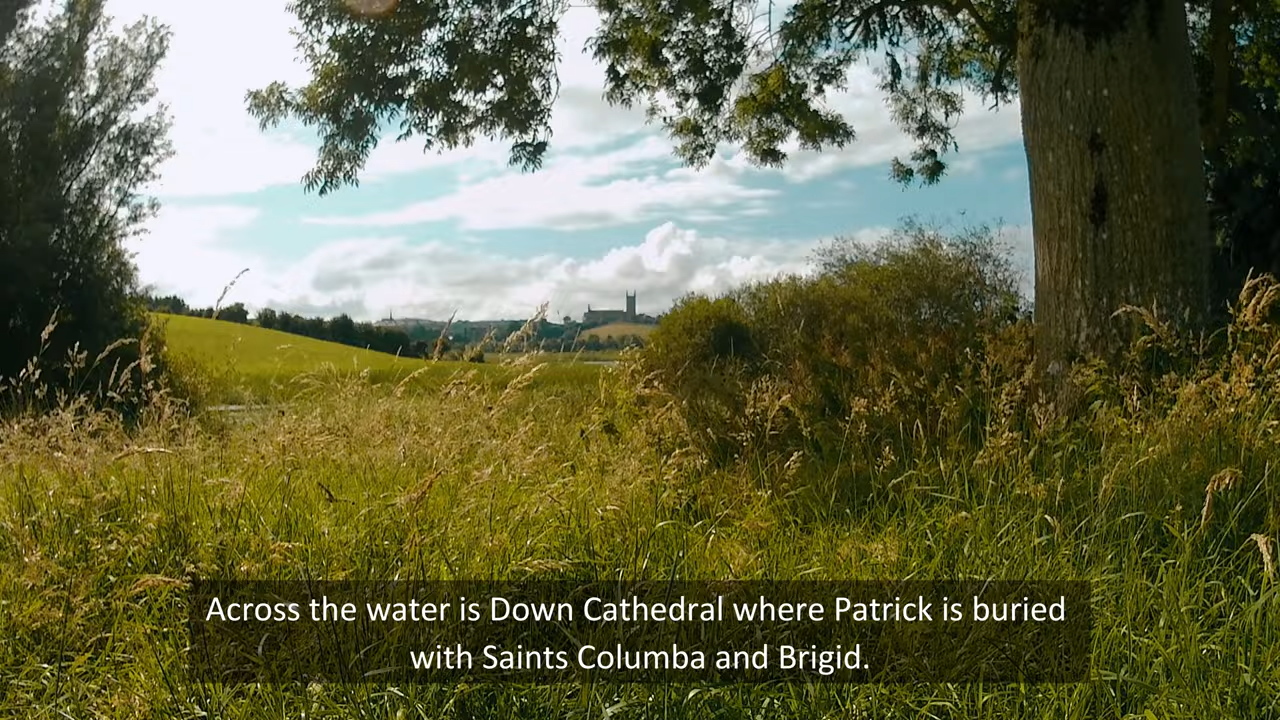 Across the water is Down Cathedral where Patrick is buried
with Saints Columba and Brigid.